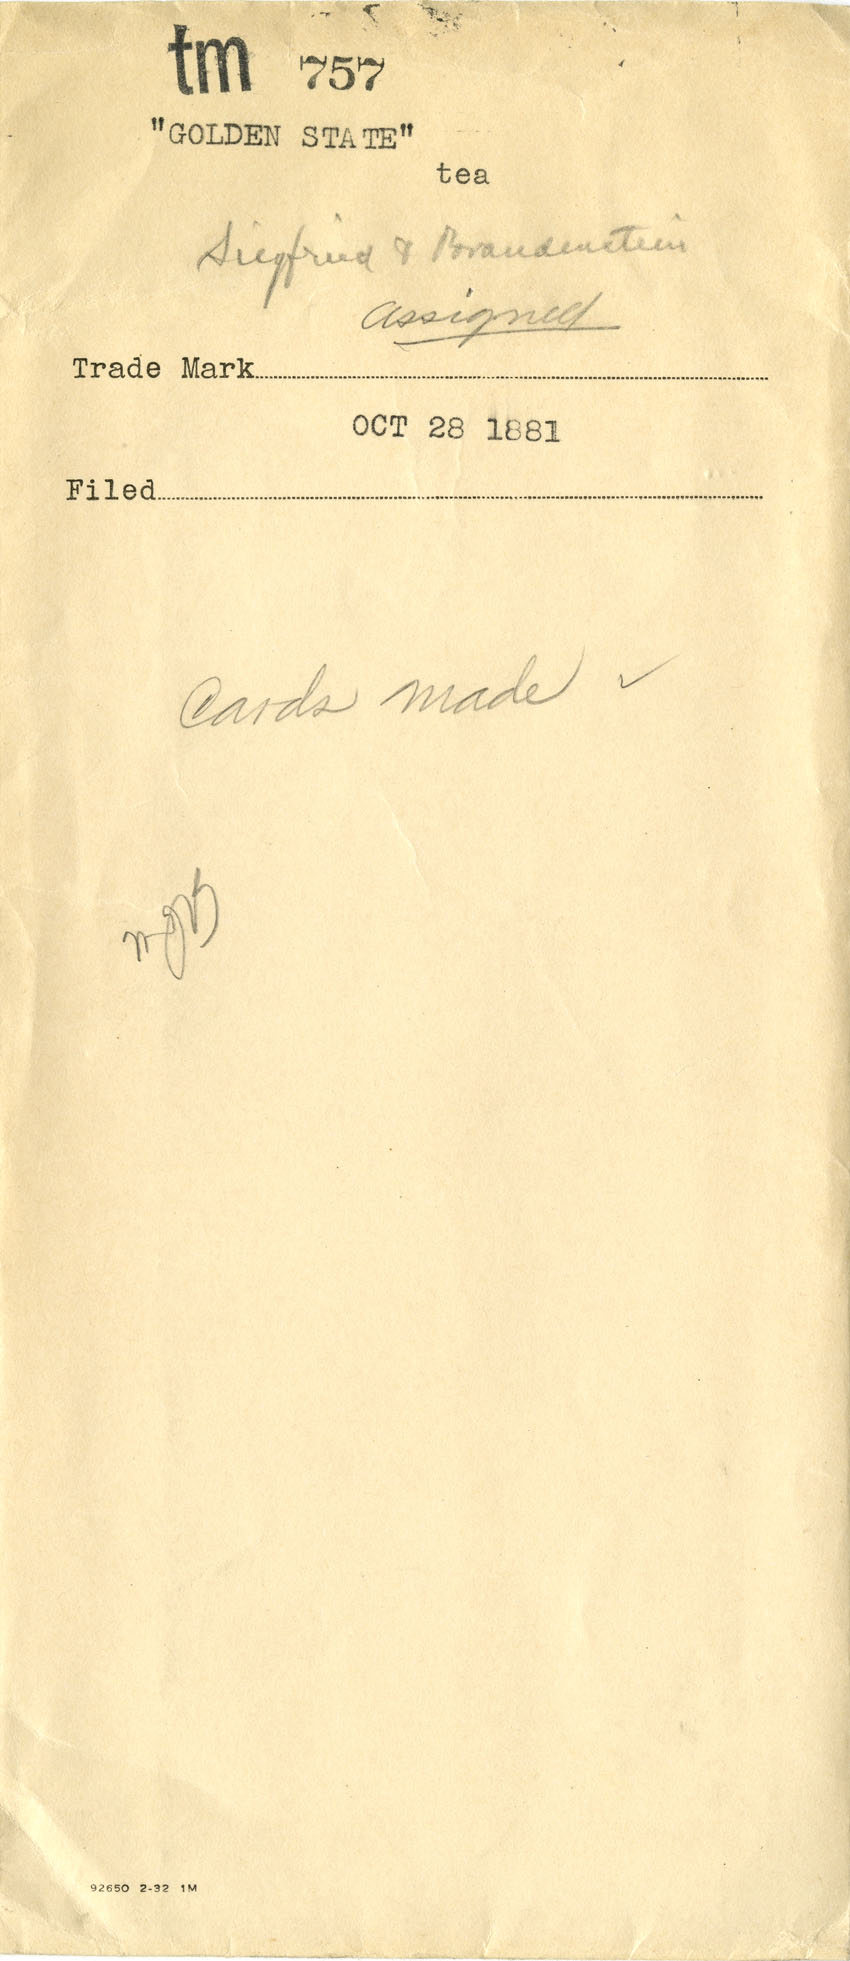 tm 757
"GOLDEN STATE"
tea
Siegfried & Brandenstein
assigned
Trade Mark
OCT 28 1881
Filed
Cards made ✓
92650 2-32 1M